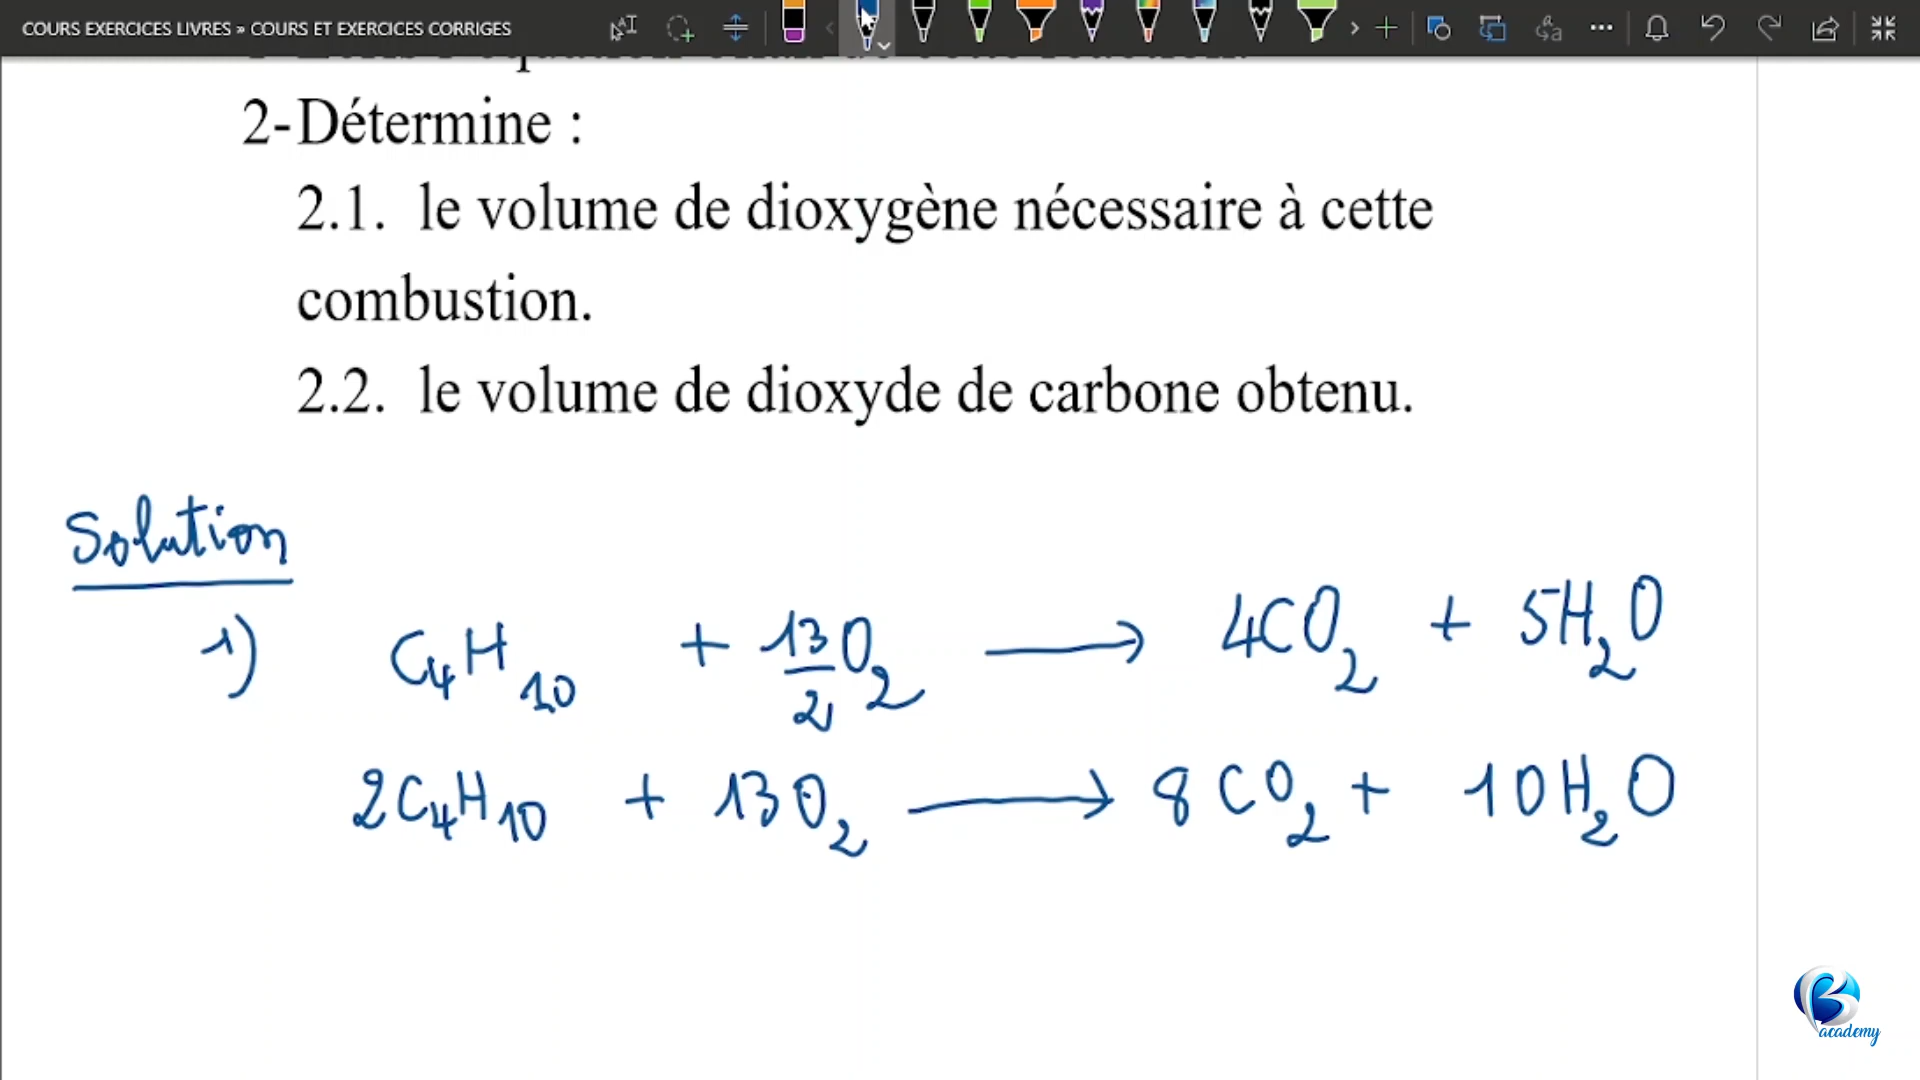 COURS EXERCICES LIVRES » COURS ET EXERCICES CORRIGES
2-Détermine :
2.1. le volume de dioxygène nécessaire à cette
combustion.
2.2. le volume de dioxyde de carbone obtenu.
Solution
1) C₄H₁₀ + 13/2 O₂ → 4CO₂ + 5H₂O
2C₄H₁₀ + 13O₂ → 8CO₂ + 10H₂O
B academy